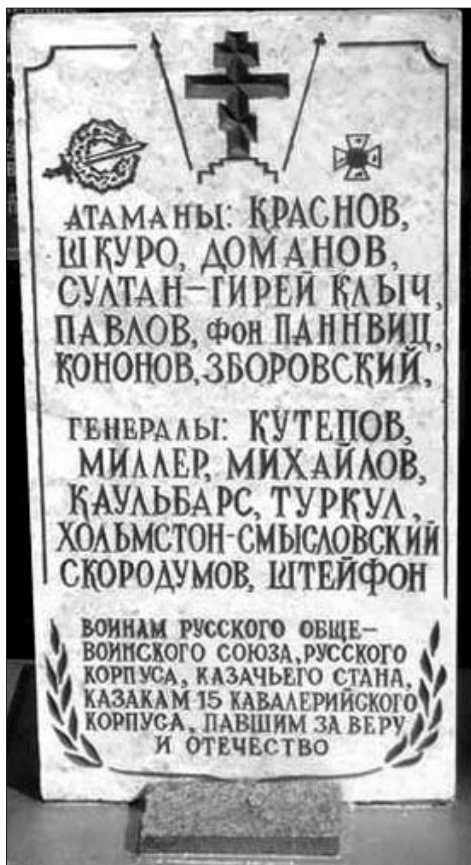 АТАМАНЫ: КРАСНОВ,
ШКУРО, ДОМАНОВ,
СУЛТАН-ГИРЕЙ КЛЫЧ,
ПАВЛОВ, фон ПАННВИЦ,
КОНОНОВ, ЗБОРОВСКИЙ,
ГЕНЕРАЛЫ: КУТЕПОВ,
МИЛЛЕР, МИХАЙЛОВ,
КАУЛЬБАРС, ТУРКУЛ,
ХОЛЬМСТОН-СМЫСЛОВСКИЙ
СКОРОДУМОВ, ШТЕЙФОН
ВОИНАМ РУССКОГО ОБЩЕ-
ВОИНСКОГО СОЮЗА, РУССКОГО
КОРПУСА, КАЗАЧЬЕГО СТАНА,
КАЗАКАМ 15 КАВАЛЕРИЙСКОГО
КОРПУСА, ПАВШИМ ЗА ВЕРУ
И ОТЕЧЕСТВО